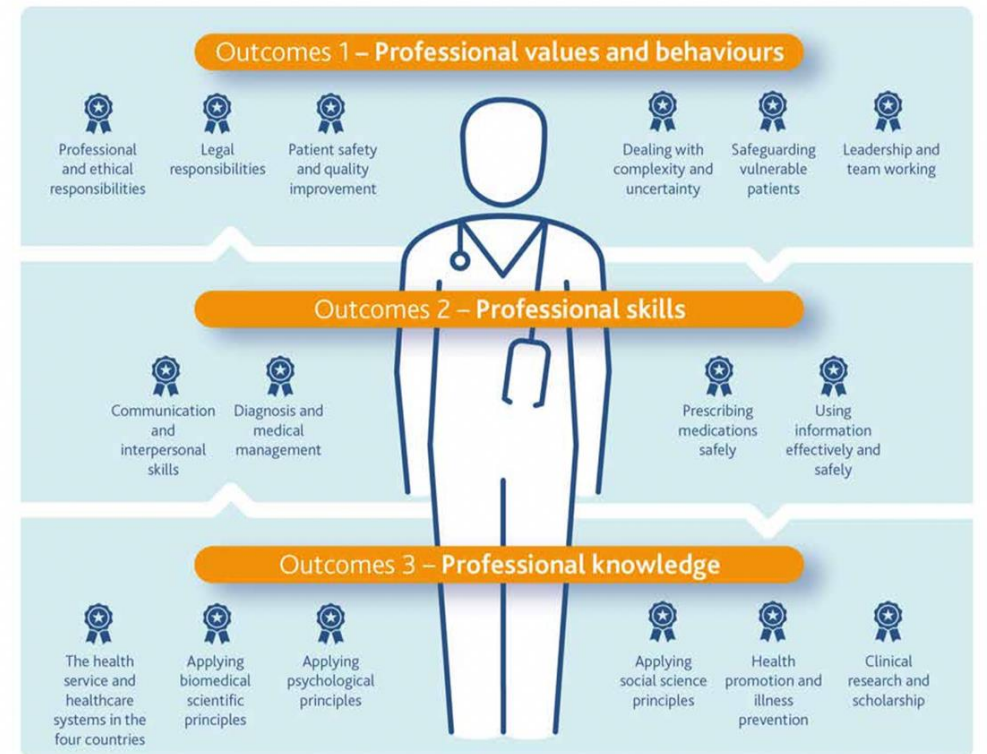 Outcomes 1 – Professional values and behaviours
Professional
and ethical
responsibilities
Legal
responsibilities
Patient safety
and quality
improvement
Dealing with
complexity and
uncertainty
Safeguarding
vulnerable
patients
Leadership and
team working
Outcomes 2 – Professional skills
Communication
and
interpersonal
skills
Diagnosis and
medical
management
Prescribing
medications
safely
Using
information
effectively and
safely
Outcomes 3 – Professional knowledge
The health
service and
healthcare
systems in the
four countries
Applying
biomedical
scientific
principles
Applying
psychological
principles
Applying
social science
principles
Health
promotion and
illness
prevention
Clinical
research and
scholarship